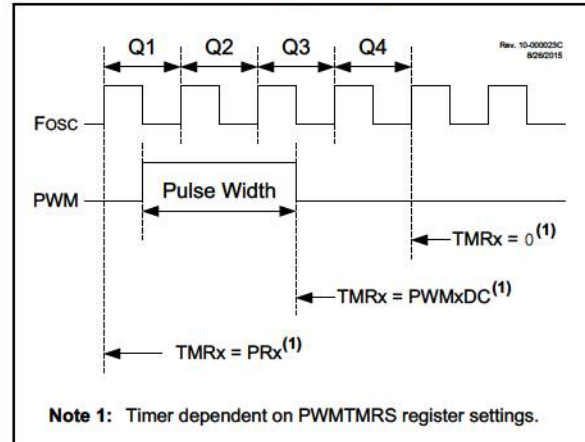 Q1 Q2 Q3 Q4
Rev. 10-000023C
8/26/2015
FOSC
Pulse Width
PWM
TMRx = 0(1)
TMRx = PWMxDC(1)
TMRx = PRx(1)
Note 1: Timer dependent on PWMTMRS register settings.